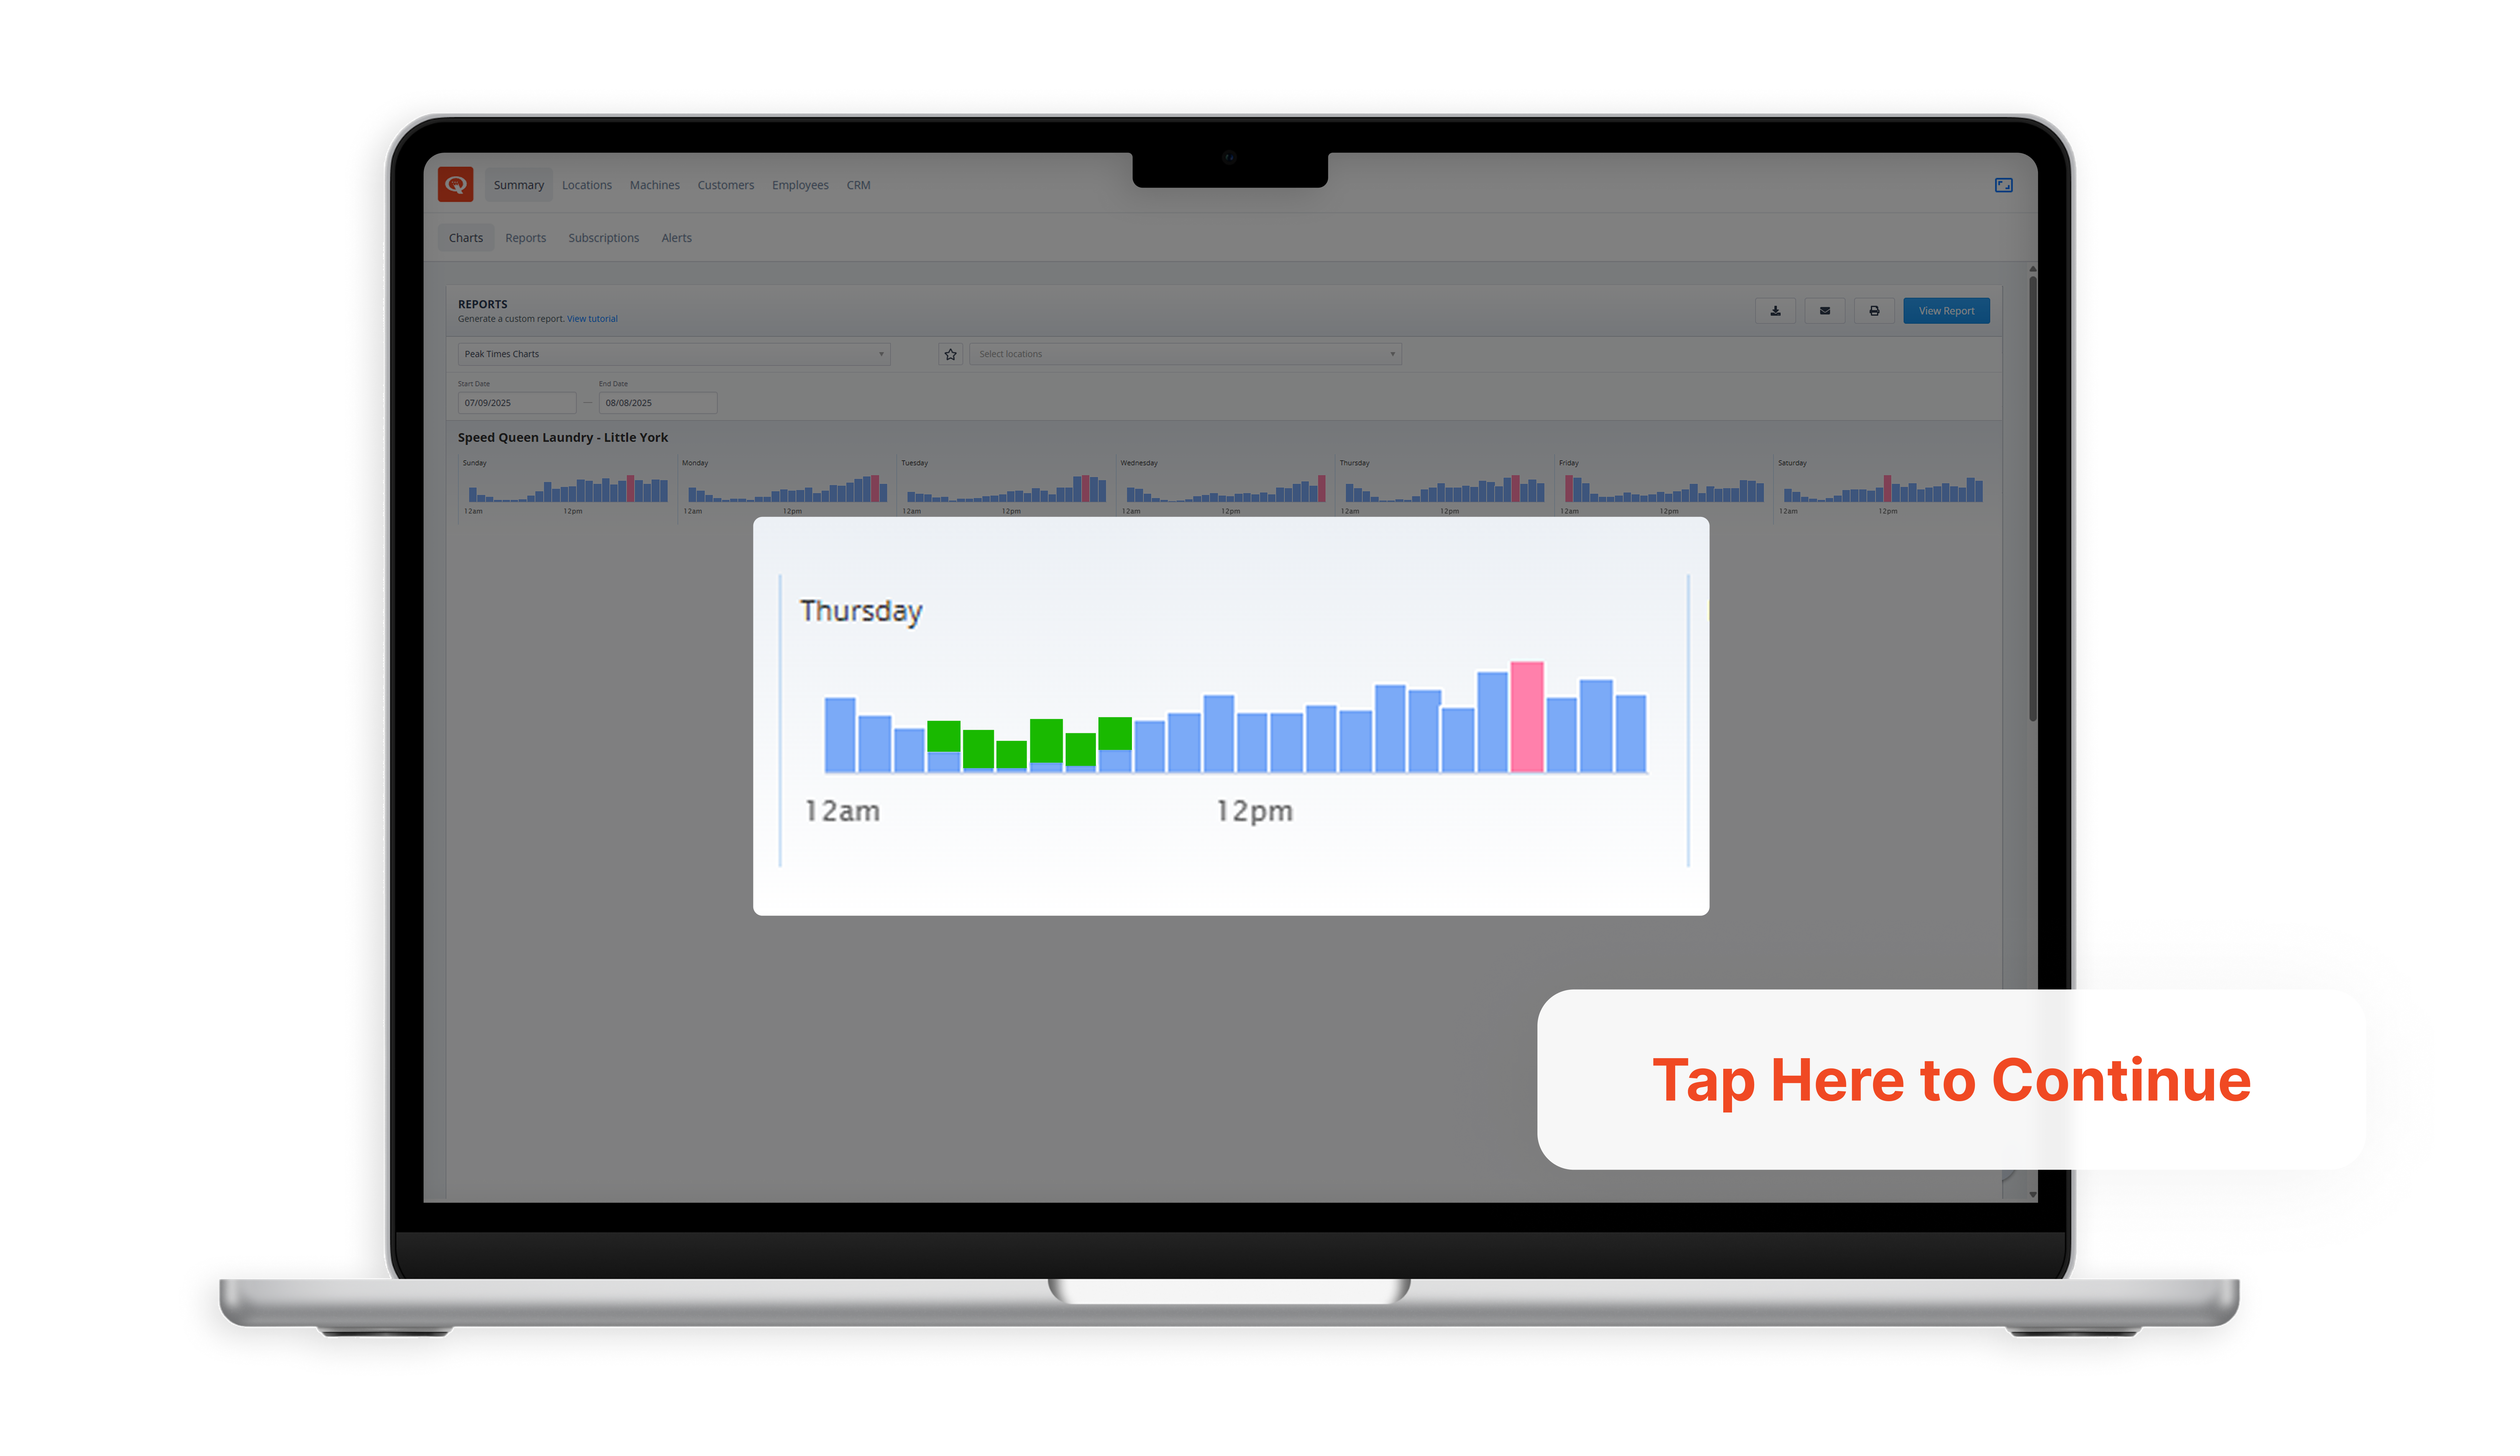 Summary Locations Machines Customers Employees CRM
Charts Reports Subscriptions Alerts
REPORTS
Generate a custom report. View tutorial
View Report
Peak Times Charts
Select locations
Start Date
End Date
07/09/2025 — 08/08/2025
Speed Queen Laundry - Little York
Sunday Monday Tuesday Wednesday Thursday Friday Saturday
12am 12pm 12am 12pm 12am 12pm 12am 12pm 12am 12pm 12am 12pm 12am 12pm
Thursday
12am 12pm
Tap Here to Continue